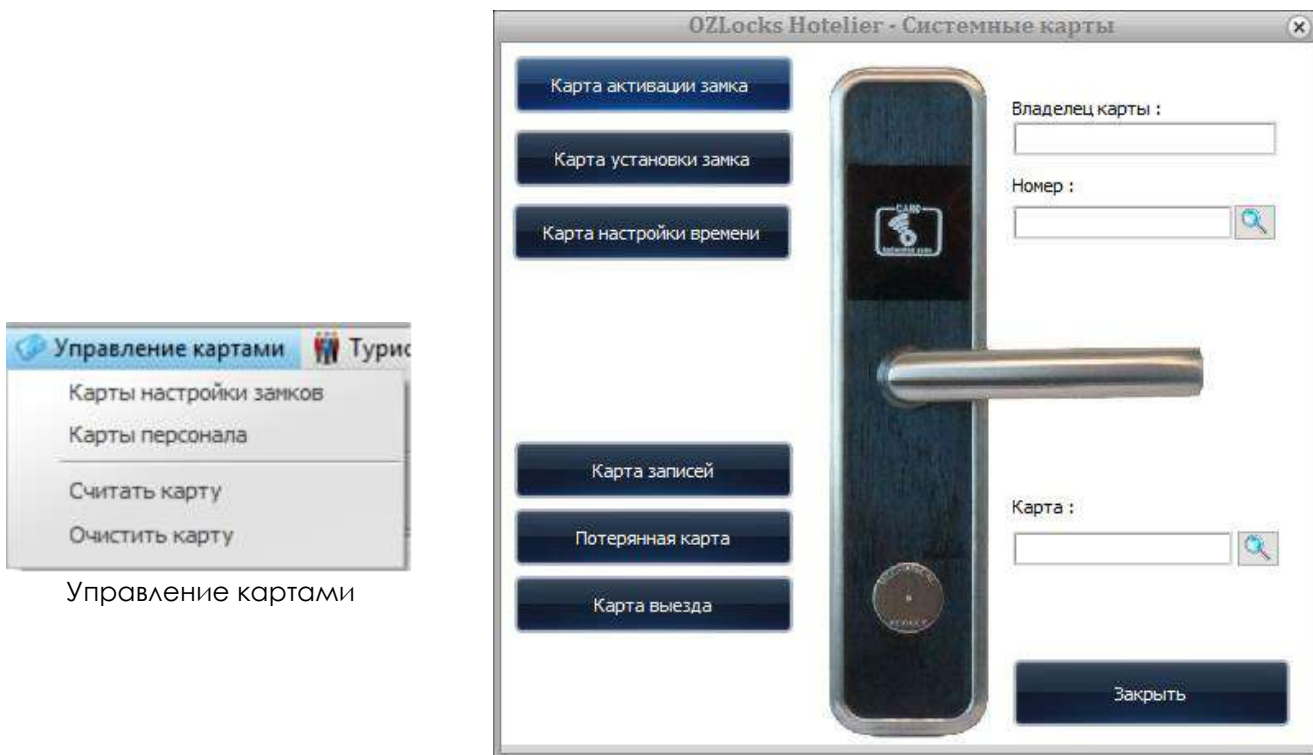 Управление картами
Карты настройки замков
Карты персонала
Считать карту
Очистить карту
Управление картами
OZLocks Hotelier - Системные карты
Карта активации замка
Карта установки замка
Карта настройки времени
Карта записей
Потерянная карта
Карта выезда
CARD
Владелец карты :
Номер :
Карта :
Закрыть